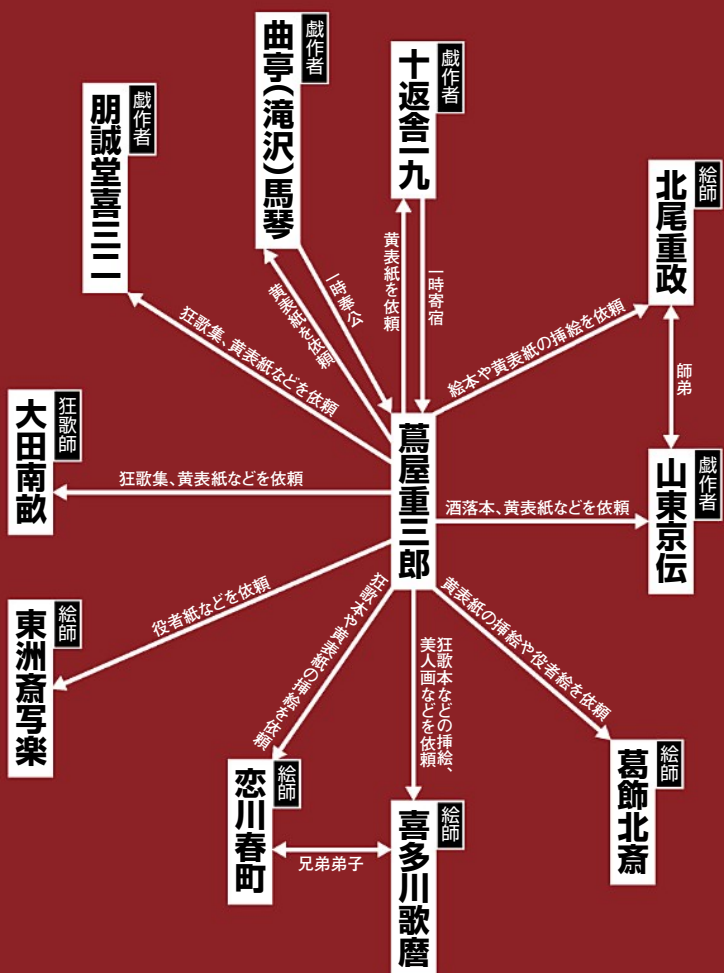 戯作者
曲亭（滝沢）馬琴
戯作者
十返舎一九
戯作者
朋誠堂喜三二
絵師
北尾重政
黄表紙を依頼
一時奉公
黄表紙を依頼
一時寄宿
狂歌集、黄表紙などを依頼
絵本や黄表紙の挿絵を依頼
師弟
狂歌師
大田南畝
狂歌集、黄表紙などを依頼
蔦屋重三郎
酒落本、黄表紙などを依頼
戯作者
山東京伝
絵師
東洲斎写楽
役者紙などを依頼
狂歌本や黄表紙の挿絵を依頼
狂歌本などの挿絵、
美人画などを依頼
黄表紙の挿絵や役者絵を依頼
絵師
葛飾北斎
絵師
恋川春町
兄弟弟子
絵師
喜多川歌麿